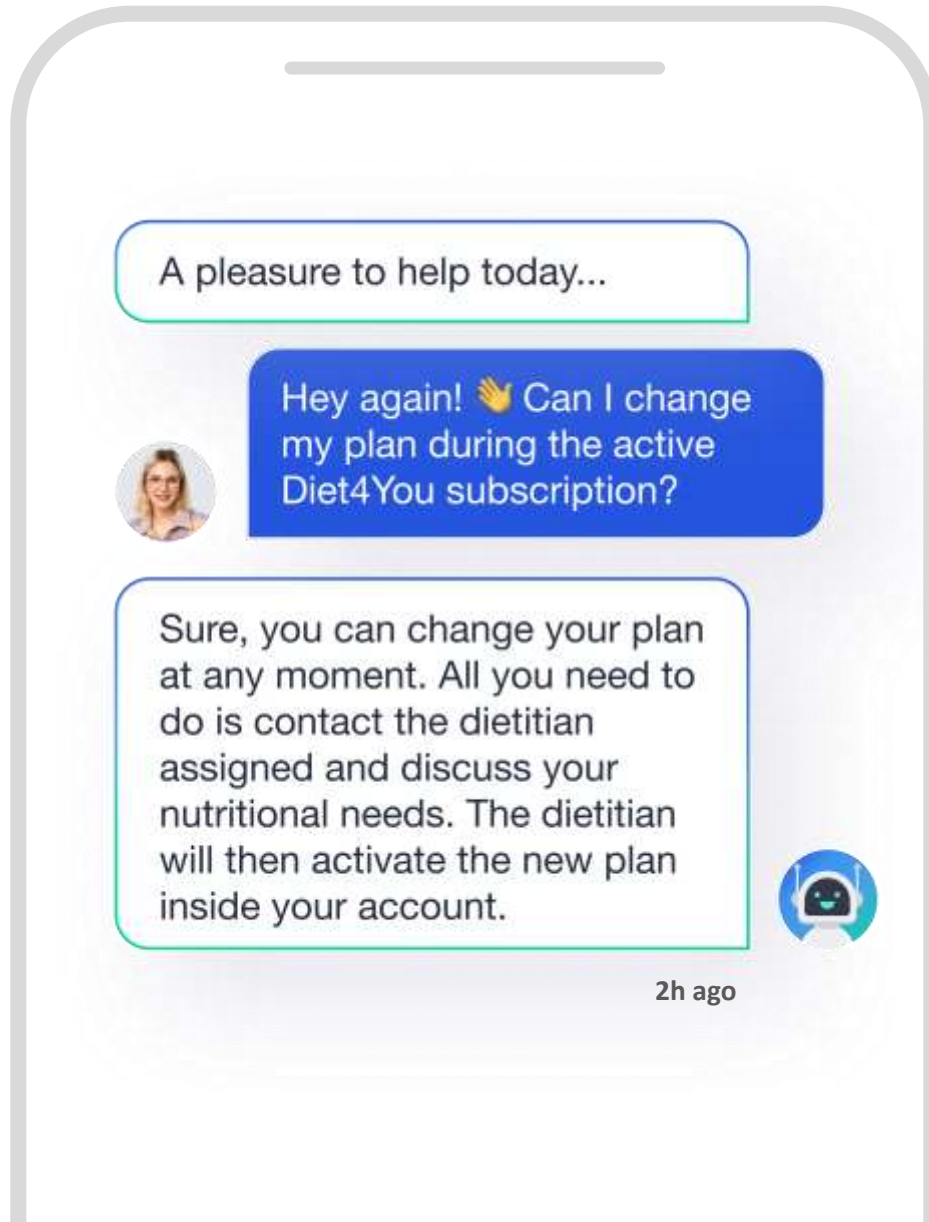 A pleasure to help today...
Hey again! 👋 Can I change
my plan during the active
Diet4You subscription?
Sure, you can change your plan
at any moment. All you need to
do is contact the dietitian
assigned and discuss your
nutritional needs. The dietitian
will then activate the new plan
inside your account.
2h ago